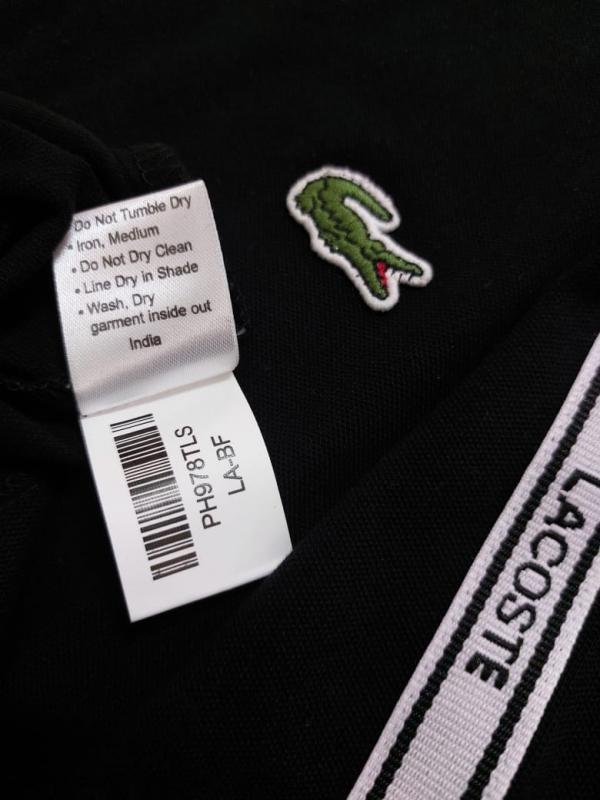 Do Not Tumble Dry
• Iron, Medium
• Do Not Dry Clean
• Line Dry in Shade
• Wash, Dry
garment inside out
India
PH978TLS
LA-BF
LACOSTE